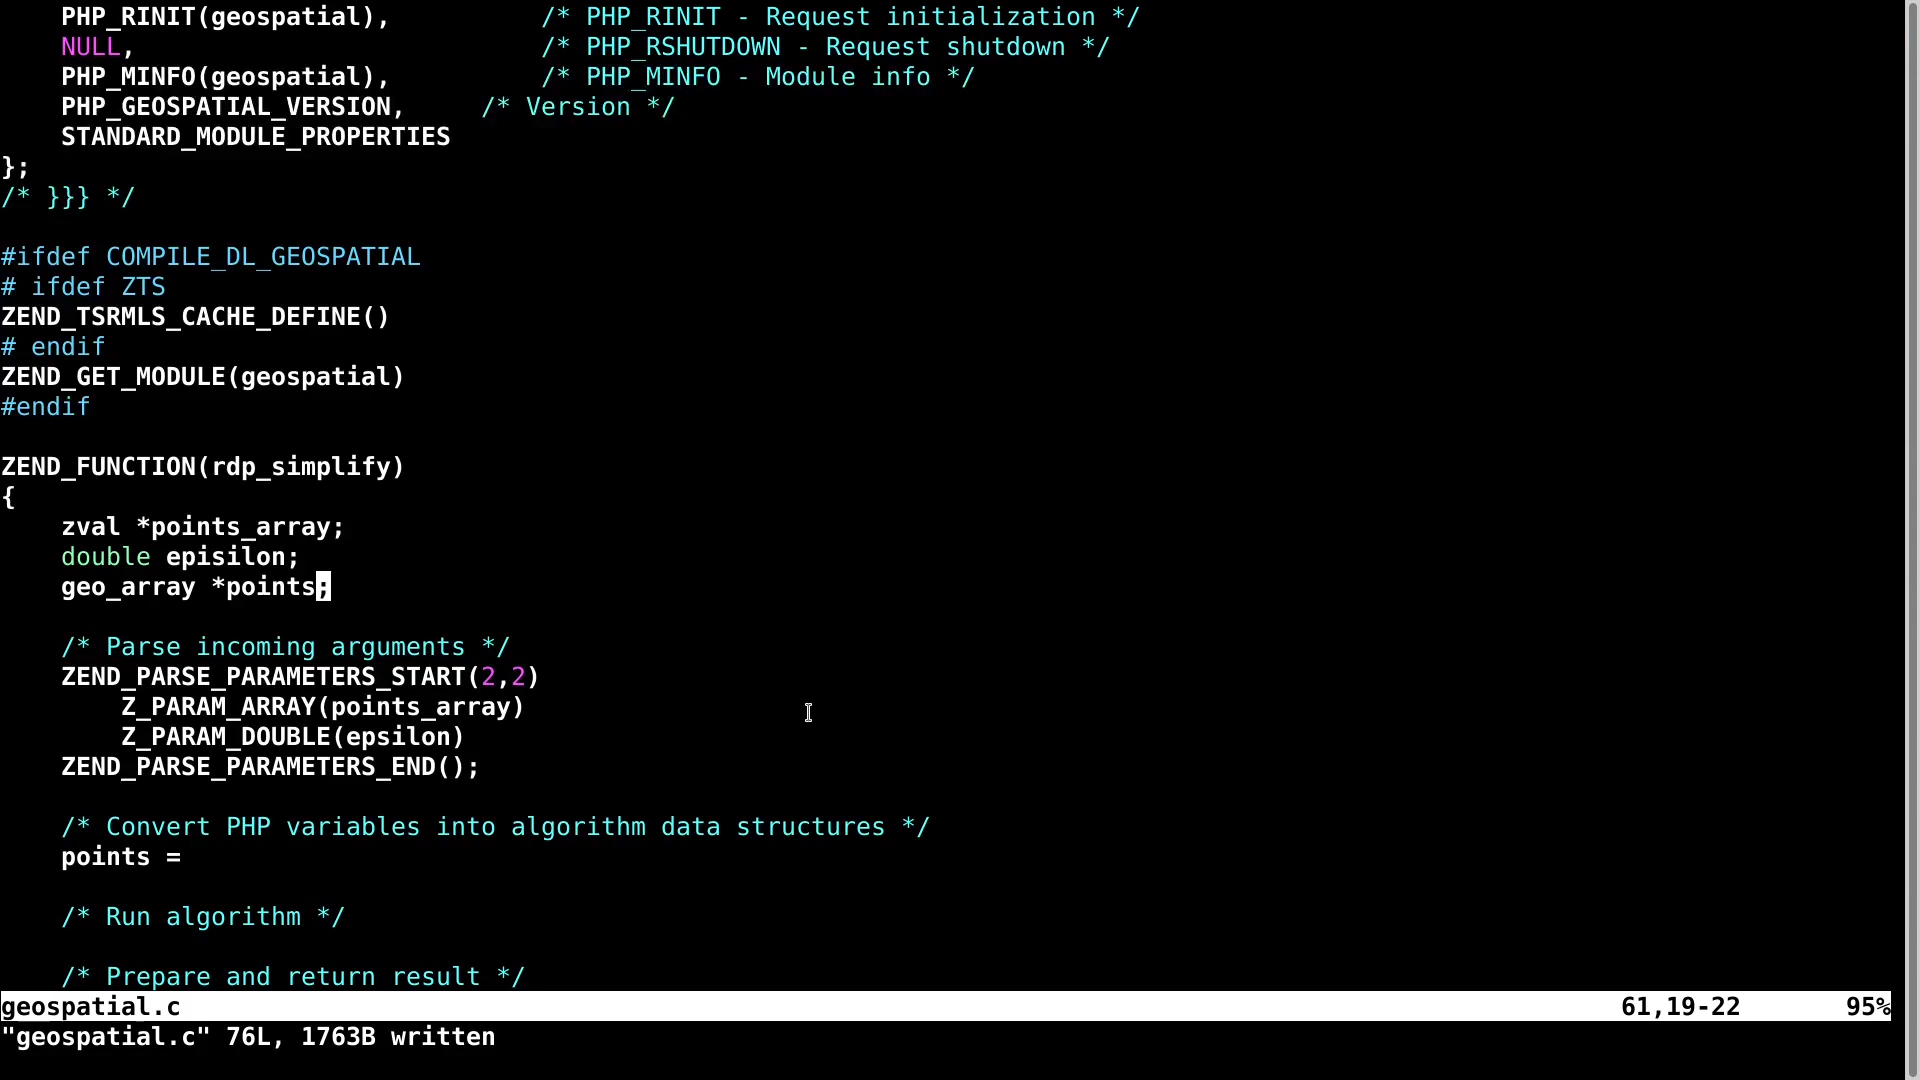 PHP_RINIT(geospatial),          /* PHP_RINIT - Request initialization */
    NULL,                           /* PHP_RSHUTDOWN - Request shutdown */
    PHP_MINFO(geospatial),          /* PHP_MINFO - Module info */
    PHP_GEOSPATIAL_VERSION,     /* Version */
    STANDARD_MODULE_PROPERTIES
};
/* }}} */

#ifdef COMPILE_DL_GEOSPATIAL
# ifdef ZTS
ZEND_TSRMLS_CACHE_DEFINE()
# endif
ZEND_GET_MODULE(geospatial)
#endif

ZEND_FUNCTION(rdp_simplify)
{
    zval *points_array;
    double episilon;
    geo_array *points;

    /* Parse incoming arguments */
    ZEND_PARSE_PARAMETERS_START(2,2)
        Z_PARAM_ARRAY(points_array)
        Z_PARAM_DOUBLE(epsilon)
    ZEND_PARSE_PARAMETERS_END();

    /* Convert PHP variables into algorithm data structures */
    points =

    /* Run algorithm */

    /* Prepare and return result */
geospatial.c                                                                                                61,19-22       95%
"geospatial.c" 76L, 1763B written